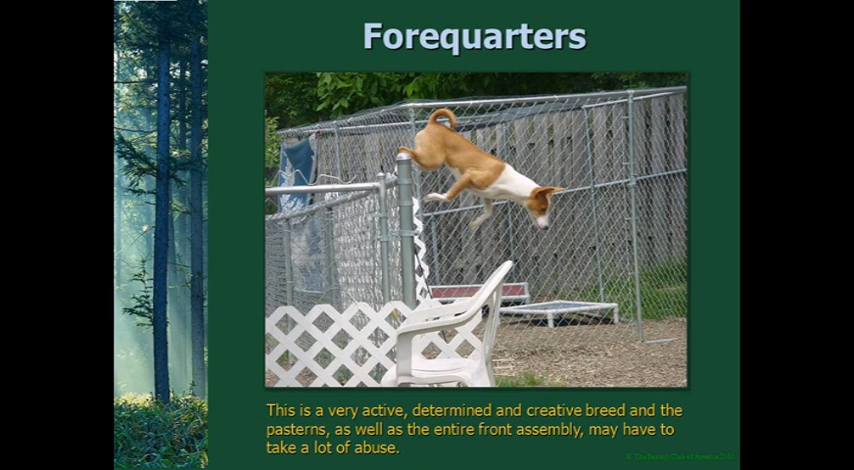 Forequarters
This is a very active, determined and creative breed and the
pasterns, as well as the entire front assembly, may have to
take a lot of abuse.